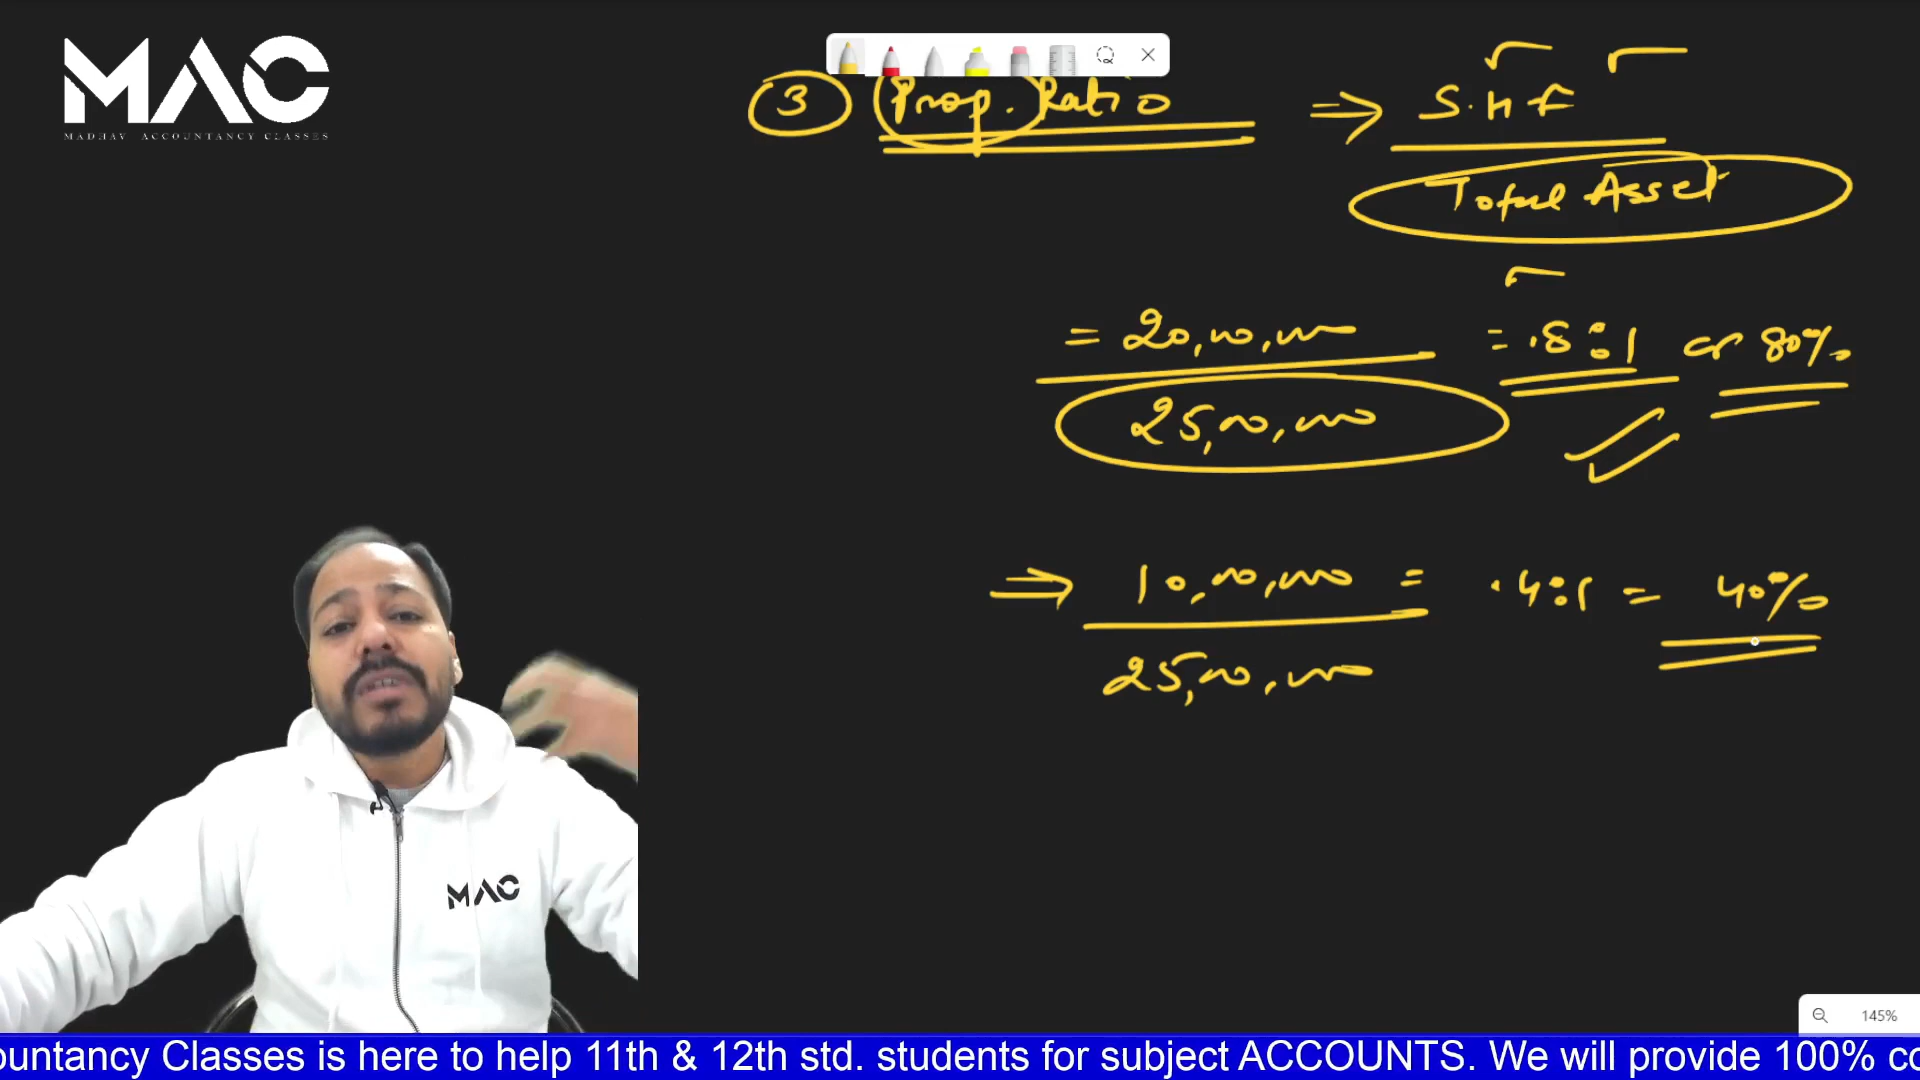 MAC
MADHAV ACCOUNTANCY CLASSES
3 Prop. Ratio ⇒ S.H.F
Total Asset
= 20,00,000 = .8:1 or 80%
25,00,000
⇒ 10,00,000 = .4:1 = 40%
25,00,000
MAC
145%
ountancy Classes is here to help 11th & 12th std. students for subject ACCOUNTS. We will provide 100% co